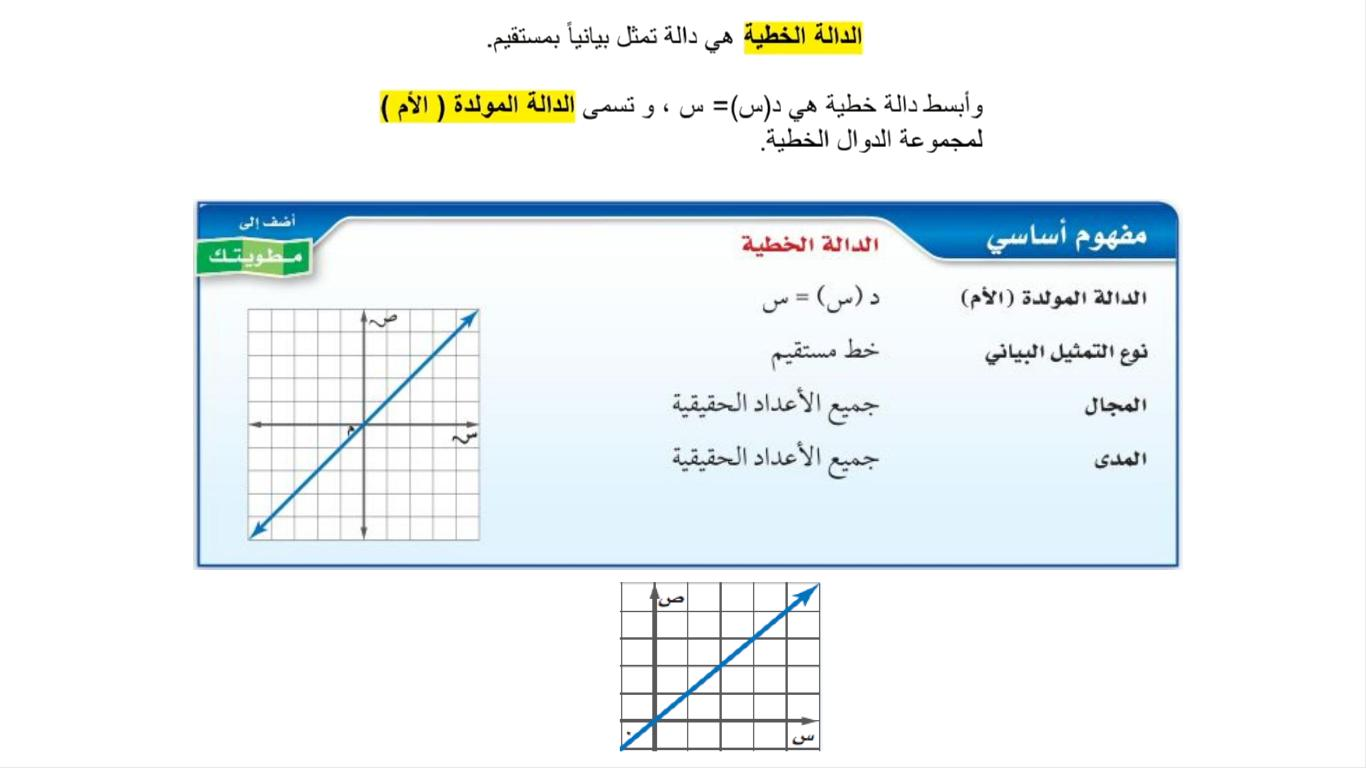 الدالة الخطية هي دالة تمثل بيانياً بمستقيم.
وأبسط دالة خطية هي د(س)= س ، و تسمى الدالة المولدة ( الأم )
لمجموعة الدوال الخطية.
مفهوم أساسي
الدالة الخطية
أضف إلى
مطويتك
الدالة المولدة (الأم) د (س) = س
نوع التمثيل البياني خط مستقيم
المجال جميع الأعداد الحقيقية
المدى جميع الأعداد الحقيقية
ص
م
س
ص
٠
س